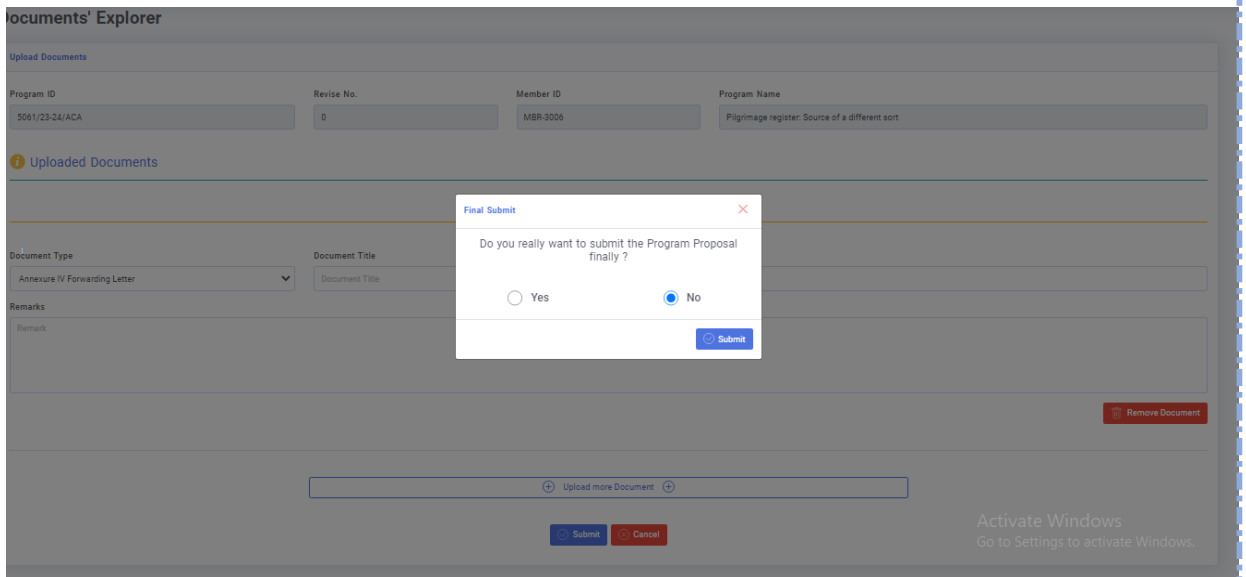 Documents' Explorer
Upload Documents
Program ID Revise No. Member ID Program Name
5061/23-24/ACA 0 MBR-3006 Pilgrimage register: Source of a different sort
Uploaded Documents
Final Submit
Do you really want to submit the Program Proposal
finally ?
Yes No
Submit
Document Type Document Title
Annexure IV Forwarding Letter Document Title
Remarks
Remark
Remove Document
Upload more Document
Submit Cancel
Activate Windows
Go to Settings to activate Windows.